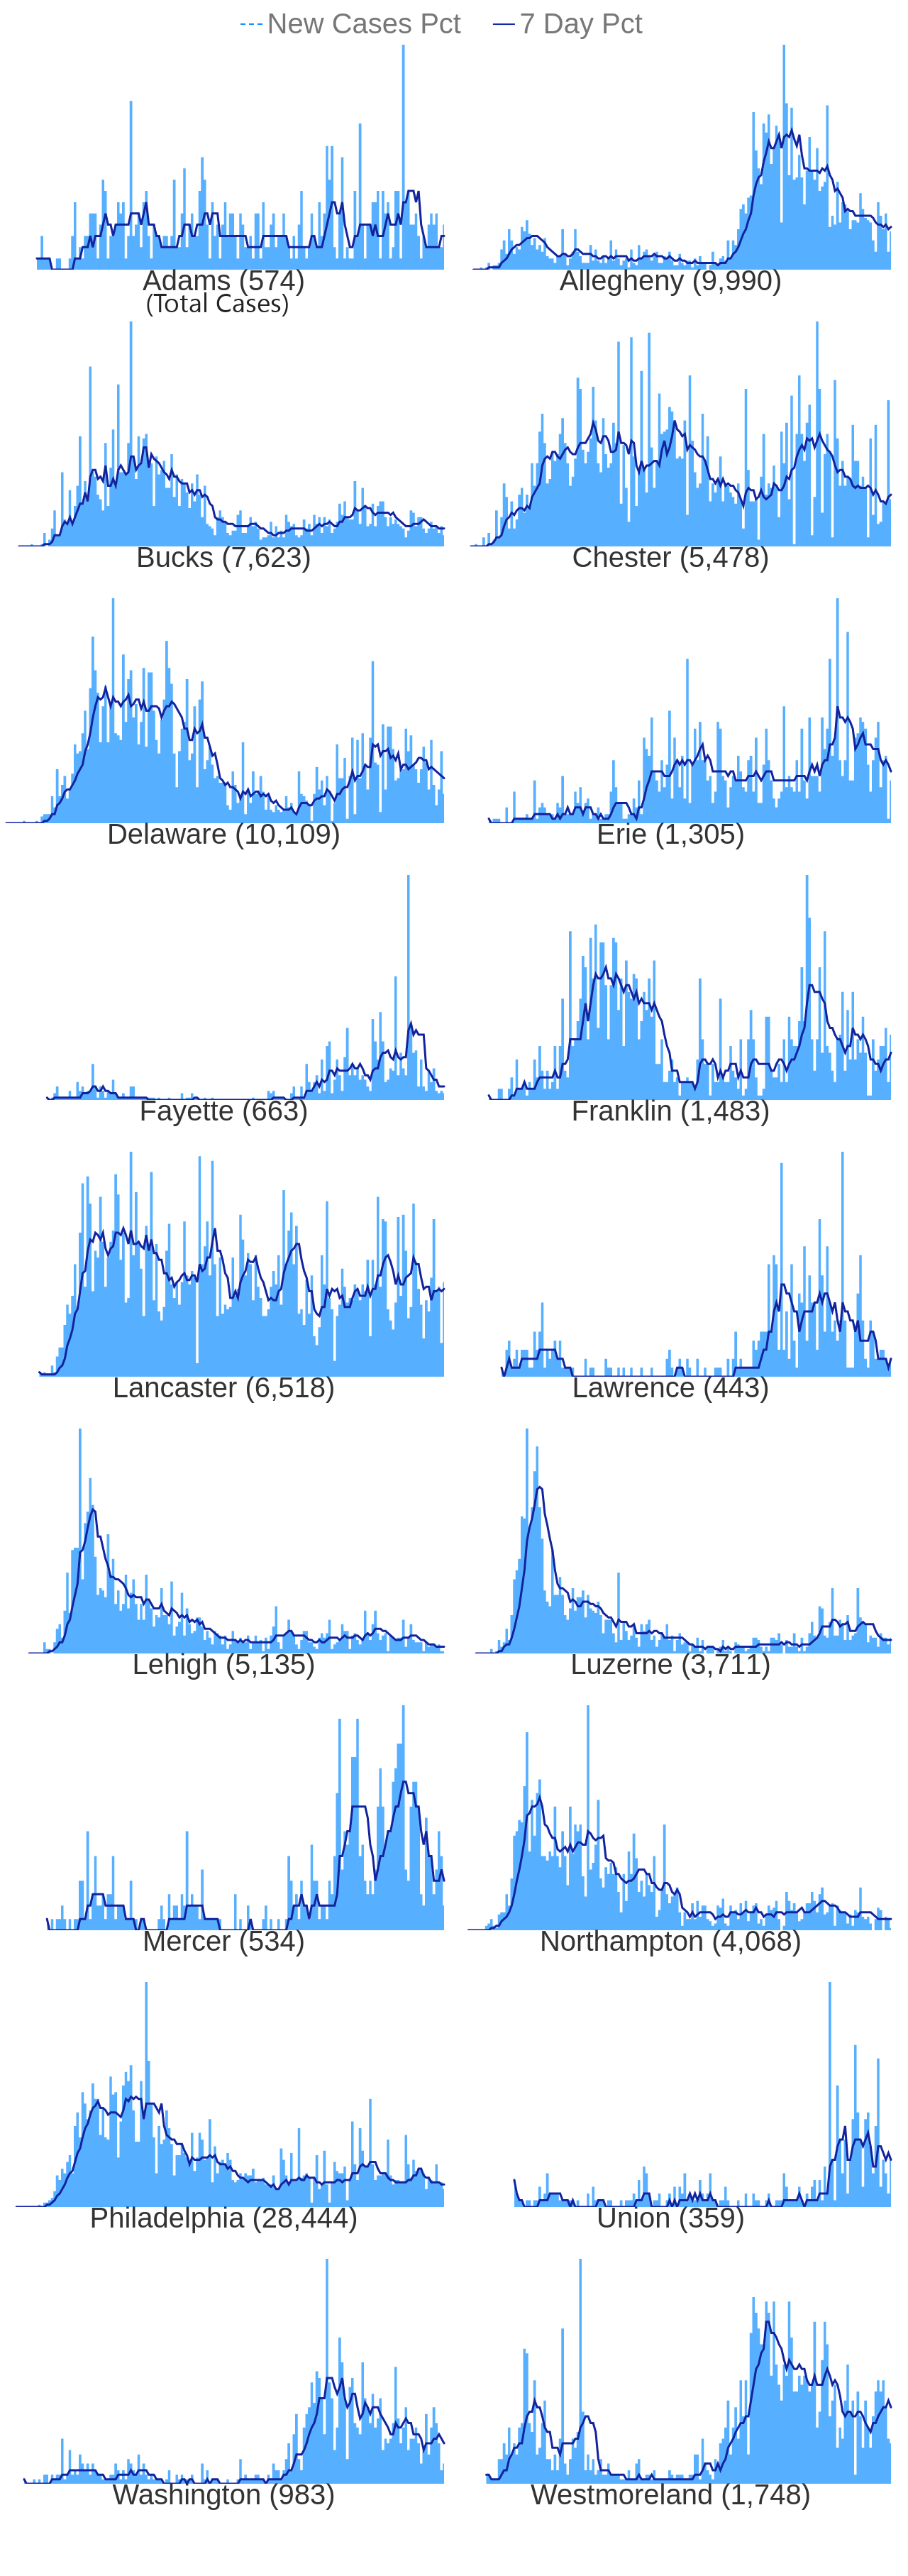 New Cases Pct 7 Day Pct
Adams (574) Allegheny (9,990)
(Total Cases)
Bucks (7,623) Chester (5,478)
Delaware (10,109) Erie (1,305)
Fayette (663) Franklin (1,483)
Lancaster (6,518) Lawrence (443)
Lehigh (5,135) Luzerne (3,711)
Mercer (534) Northampton (4,068)
Philadelphia (28,444) Union (359)
Washington (983) Westmoreland (1,748)